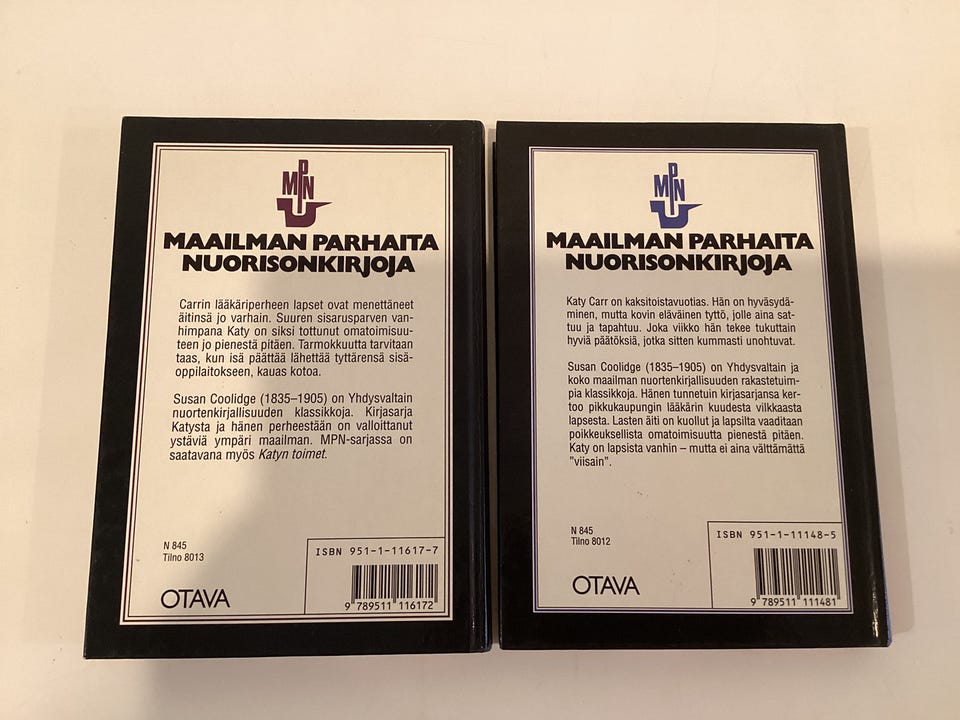 MPN
MAAILMAN PARHAITA
NUORISONKIRJOJA
Carrin lääkäriperheen lapset ovat menettäneet
äitinsä jo varhain. Suuren sisarusparven van-
himpana Katy on siksi tottunut omatoimisuu-
teen jo pienestä pitäen. Tarmokkuutta tarvitaan
taas, kun isä päättää lähettää tyttärensä sisä-
oppilaitokseen, kauas kotoa.
Susan Coolidge (1835–1905) on Yhdysvaltain
nuortenkirjallisuuden klassikkoja. Kirjasarja
Katysta ja hänen perheestään on valloittanut
ystäviä ympäri maailman. MPN-sarjassa on
saatavana myös Katyn toimet.
N 845
Tilno 8013
OTAVA
ISBN 951-1-11617-7
9 789511 116172
MPN
MAAILMAN PARHAITA
NUORISONKIRJOJA
Katy Carr on kaksitoistavuotias. Hän on hyväsydä-
minen, mutta kovin eläväinen tyttö, jolle aina sat-
tuu ja tapahtuu. Joka viikko hän tekee tukuttain
hyviä päätöksiä, jotka sitten kummasti unohtuvat.
Susan Coolidge (1835–1905) on Yhdysvaltain ja
koko maailman nuortenkirjallisuuden rakastetuim-
pia klassikkoja. Hänen tunnetuin kirjasarjansa ker-
too pikkukaupungin lääkärin kuudesta vilkkaasta
lapsesta. Lasten äiti on kuollut ja lapsilta vaaditaan
poikkeuksellista omatoimisuutta pienestä pitäen.
Katy on lapsista vanhin – mutta ei aina välttämättä
"viisain".
N 845
Tilno 8012
OTAVA
ISBN 951-1-11148-5
9 789511 111481